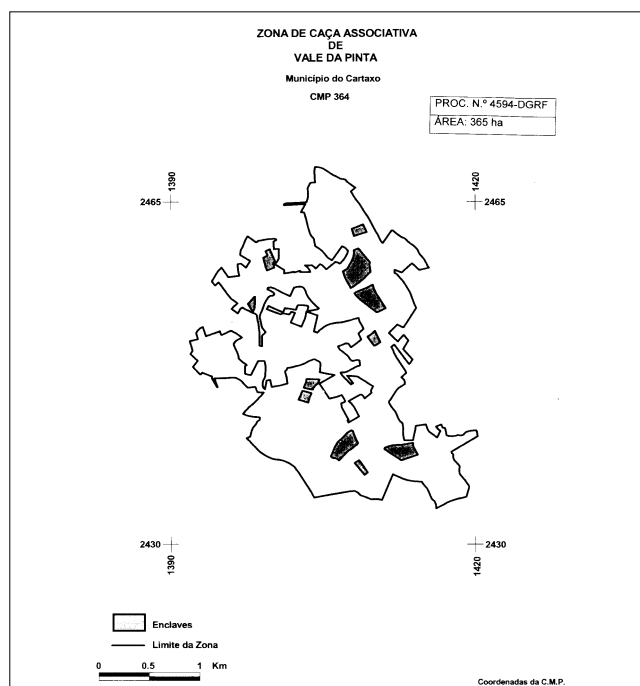 ZONA DE CAÇA ASSOCIATIVA
DE
VALE DA PINTA
Município do Cartaxo
CMP 364
PROC. N.º 4594-DGRF
ÁREA: 365 ha
1390
1420
2465
2465
2430
2430
1390
1420
Enclaves
Limite da Zona
0 0.5 1 Km
Coordenadas da C.M.P.